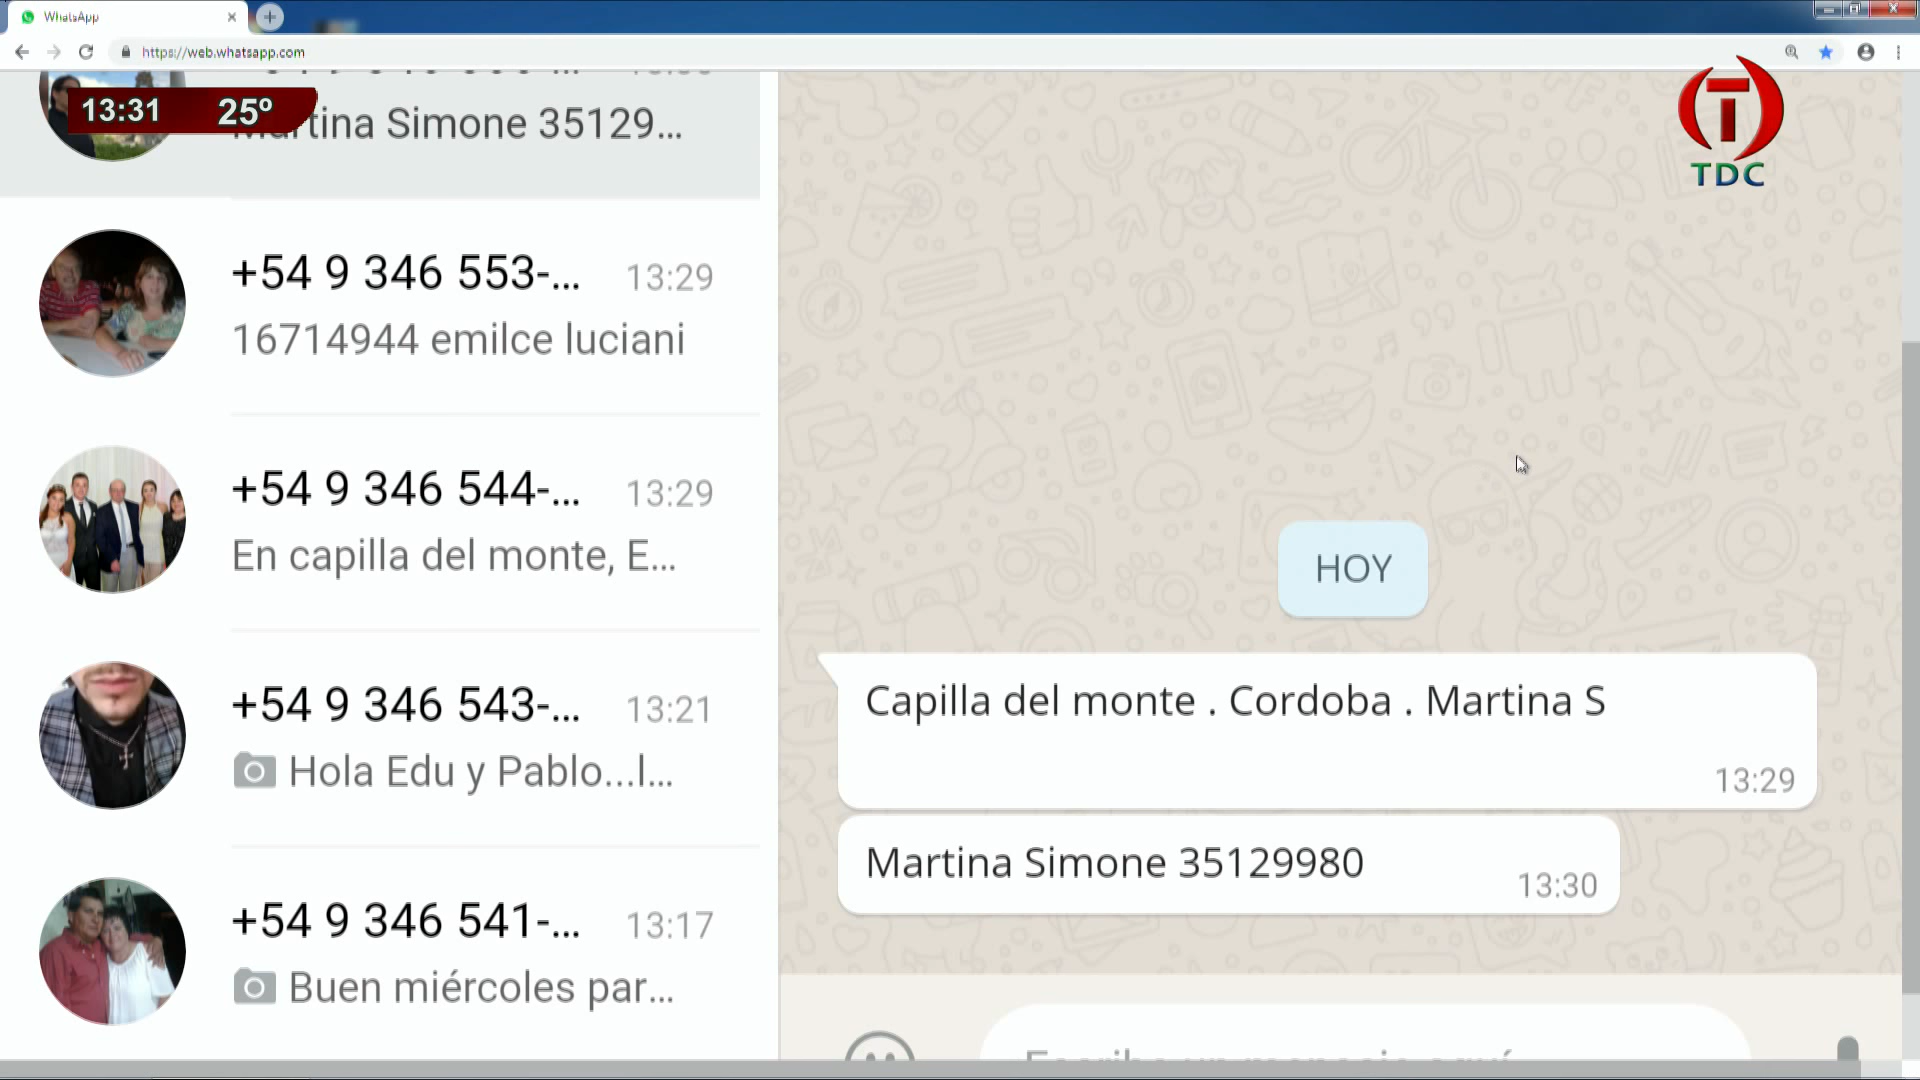 WhatsApp
https://web.whatsapp.com
13:31 25º
TDC
tina Simone 35129...
+54 9 346 553-... 13:29
16714944 emilce luciani
+54 9 346 544-... 13:29
En capilla del monte, E...
+54 9 346 543-... 13:21
Hola Edu y Pablo...l...
+54 9 346 541-... 13:17
Buen miércoles par...
HOY
Capilla del monte . Cordoba . Martina S
13:29
Martina Simone 35129980
13:30